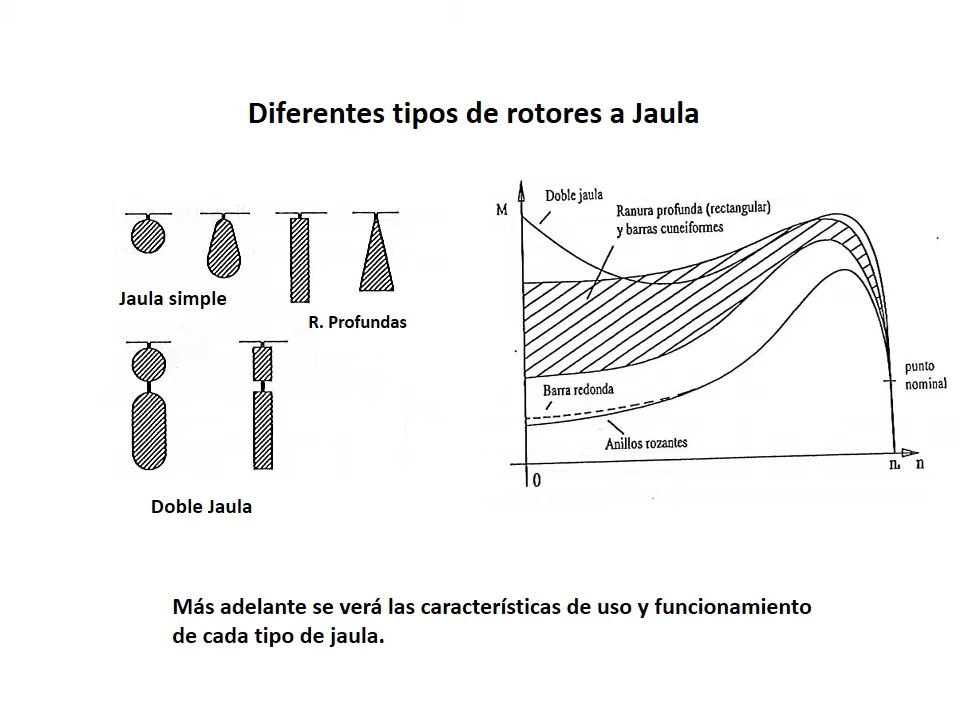 Diferentes tipos de rotores a Jaula
Jaula simple
R. Profundas
Doble Jaula
M
Doble jaula
Ranura profunda (rectangular)
y barras cuneiformes
Barra redonda
Anillos rozantes
punto
nominal
0
n
Más adelante se verá las características de uso y funcionamiento
de cada tipo de jaula.